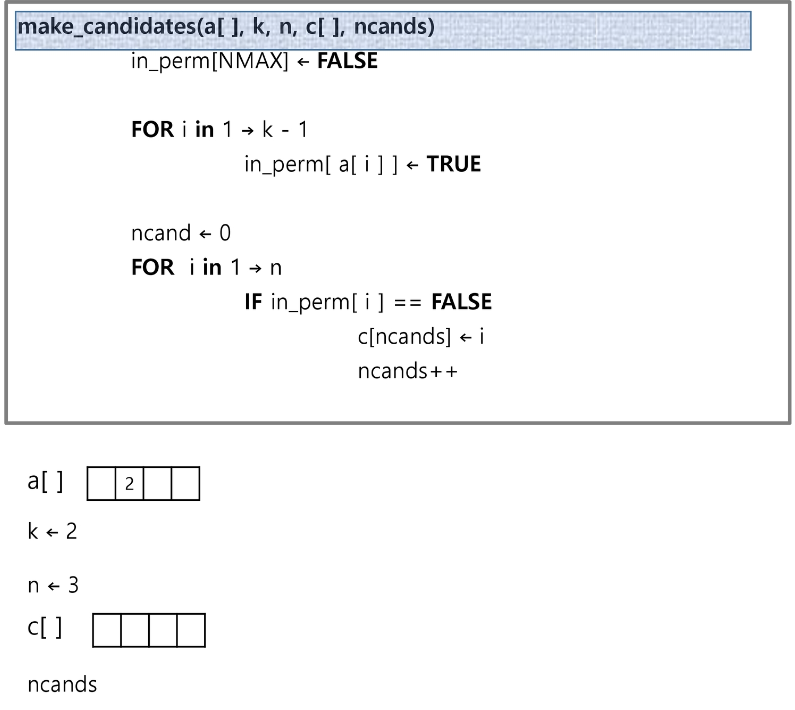 make_candidates(a[ ], k, n, c[ ], ncands)
in_perm[NMAX] ← FALSE
FOR i in 1 → k - 1
in_perm[ a[ i ] ] ← TRUE
ncand ← 0
FOR i in 1 → n
IF in_perm[ i ] == FALSE
c[ncands] ← i
ncands++
a[ ] 2
k ← 2
n ← 3
c[ ]
ncands